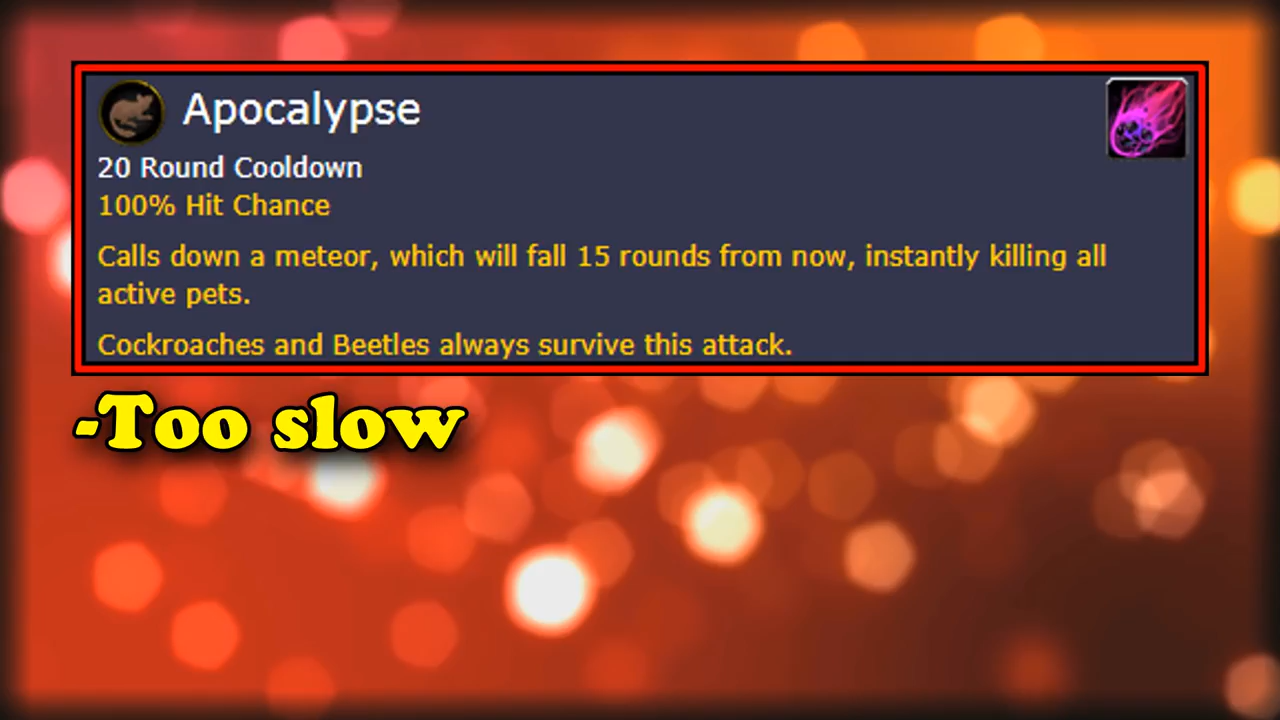 Apocalypse
20 Round Cooldown
100% Hit Chance
Calls down a meteor, which will fall 15 rounds from now, instantly killing all
active pets.
Cockroaches and Beetles always survive this attack.
-Too slow